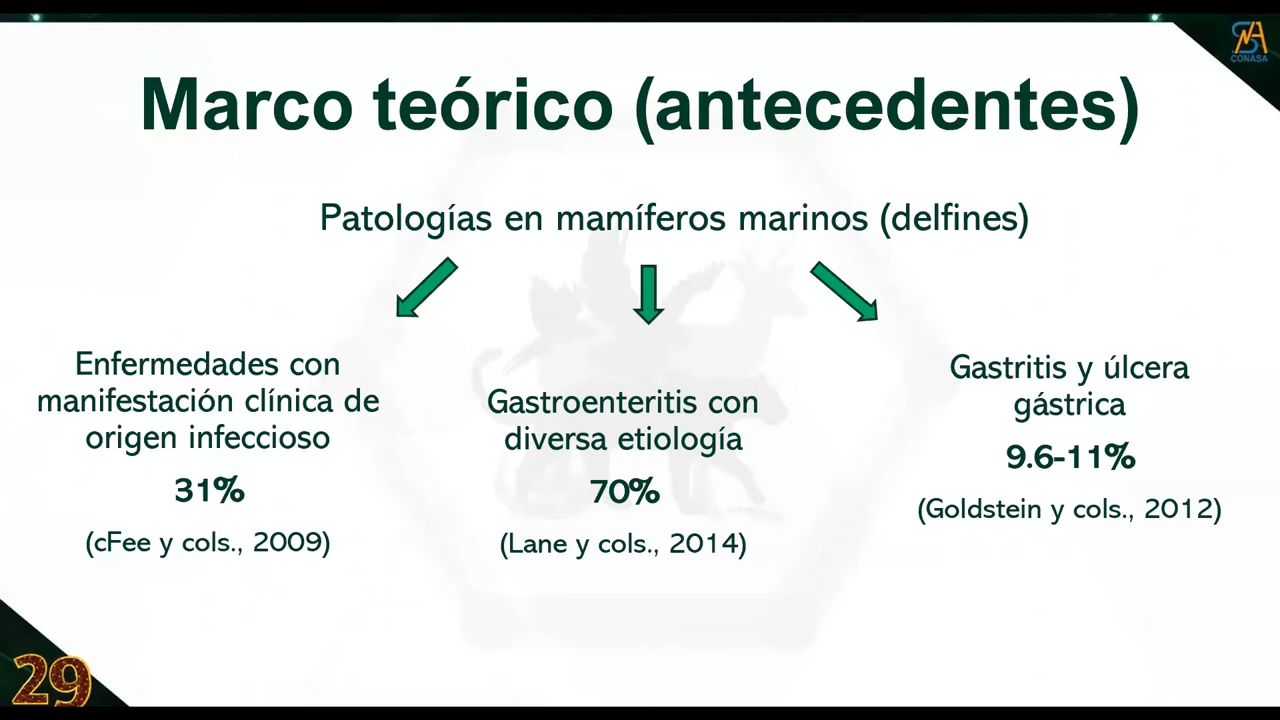 CONASA
Marco teórico (antecedentes)
Patologías en mamíferos marinos (delfines)
Enfermedades con
manifestación clínica de
origen infeccioso
31%
(cFee y cols., 2009)
Gastroenteritis con
diversa etiología
70%
(Lane y cols., 2014)
Gastritis y úlcera
gástrica
9.6-11%
(Goldstein y cols., 2012)
29